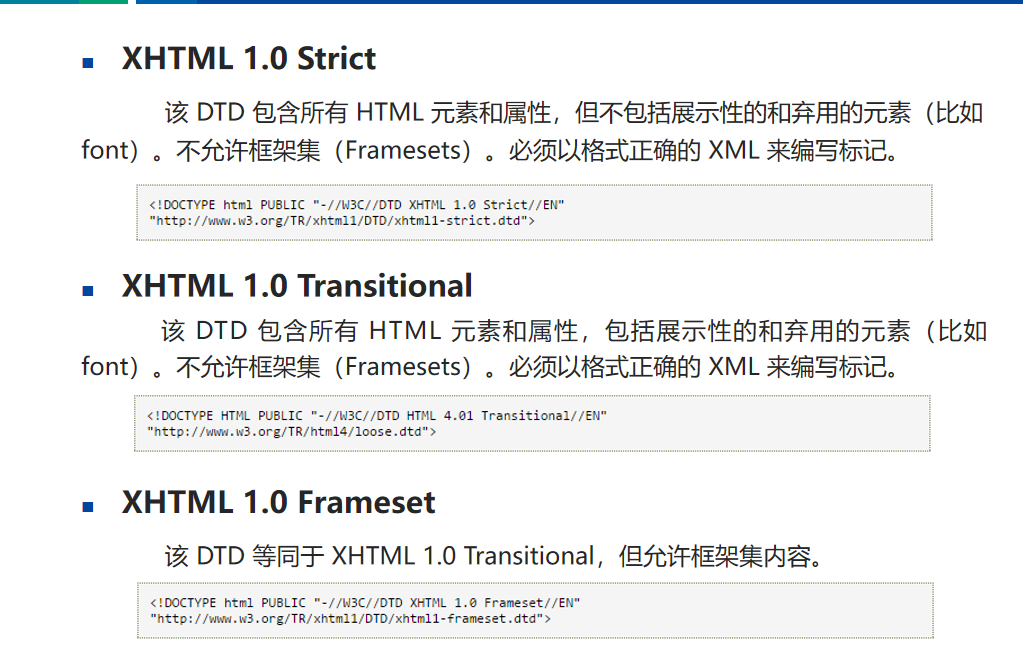 XHTML 1.0 Strict
该 DTD 包含所有 HTML 元素和属性，但不包括展示性的和弃用的元素（比如
font）。不允许框架集（Framesets）。必须以格式正确的 XML 来编写标记。
<!DOCTYPE html PUBLIC "-//W3C//DTD XHTML 1.0 Strict//EN"
"http://www.w3.org/TR/xhtml1/DTD/xhtml1-strict.dtd">
XHTML 1.0 Transitional
该 DTD 包含所有 HTML 元素和属性，包括展示性的和弃用的元素（比如
font）。不允许框架集（Framesets）。必须以格式正确的 XML 来编写标记。
<!DOCTYPE HTML PUBLIC "-//W3C//DTD HTML 4.01 Transitional//EN"
"http://www.w3.org/TR/html4/loose.dtd">
XHTML 1.0 Frameset
该 DTD 等同于 XHTML 1.0 Transitional，但允许框架集内容。
<!DOCTYPE html PUBLIC "-//W3C//DTD XHTML 1.0 Frameset//EN"
"http://www.w3.org/TR/xhtml1/DTD/xhtml1-frameset.dtd">